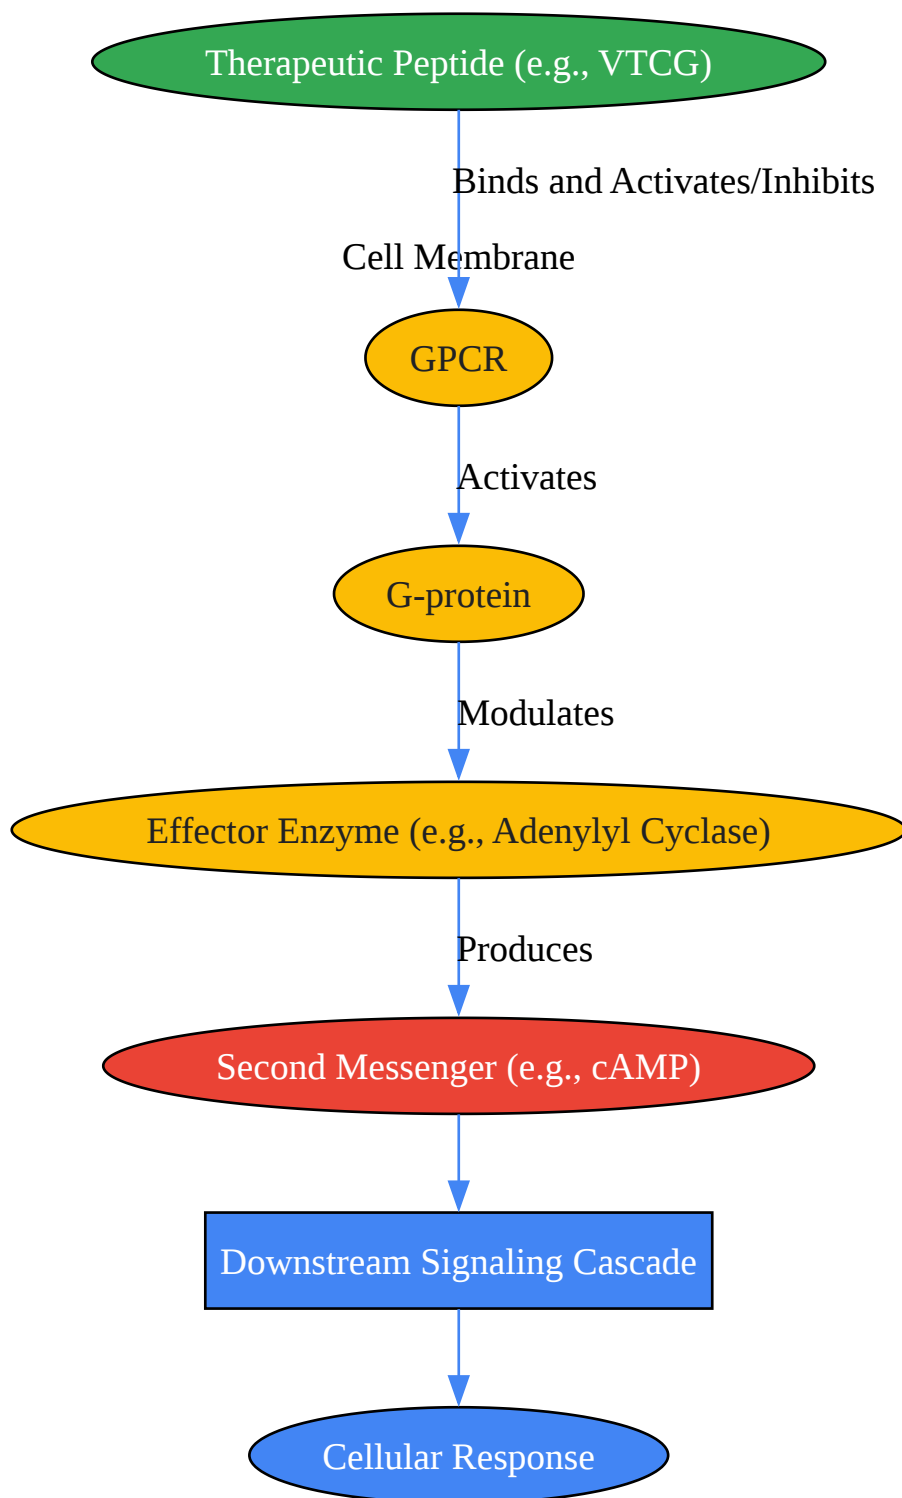 Therapeutic Peptide (e.g., VTCG)
Binds and Activates/Inhibits
Cell Membrane
GPCR
Activates
G-protein
Modulates
Effector Enzyme (e.g., Adenylyl Cyclase)
Produces
Second Messenger (e.g., cAMP)
Downstream Signaling Cascade
Cellular Response